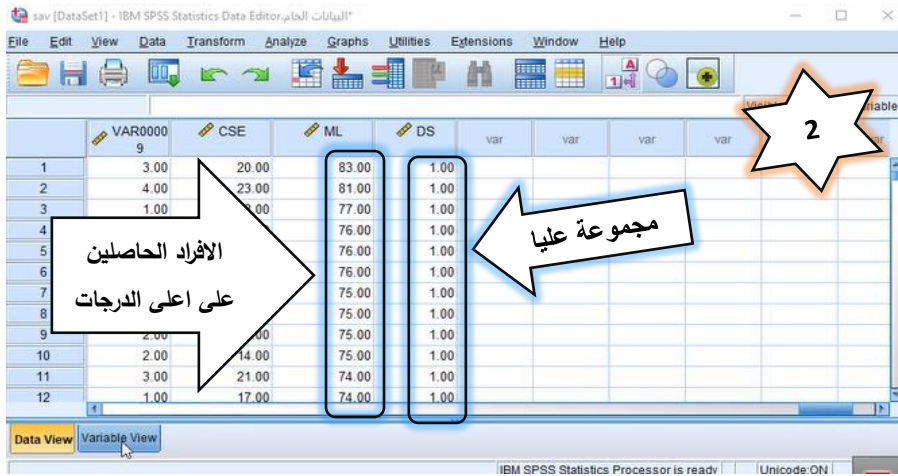 *البيانات الخام.sav [DataSet1] - IBM SPSS Statistics Data Editor
File Edit View Data Transform Analyze Graphs Utilities Extensions Window Help
2
VAR00009 CSE ML DS var var var var
1 3.00 20.00 83.00 1.00
2 4.00 23.00 81.00 1.00
3 1.00 77.00 1.00
4 76.00 1.00
5 76.00 1.00
6 76.00 1.00
7 75.00 1.00
8 75.00 1.00
9 2.00 75.00 1.00
10 2.00 14.00 75.00 1.00
11 3.00 21.00 74.00 1.00
12 1.00 17.00 74.00 1.00
الافراد الحاصلين
على اعلى الدرجات
مجموعة عليا
Data View Variable View
IBM SPSS Statistics Processor is ready Unicode:ON